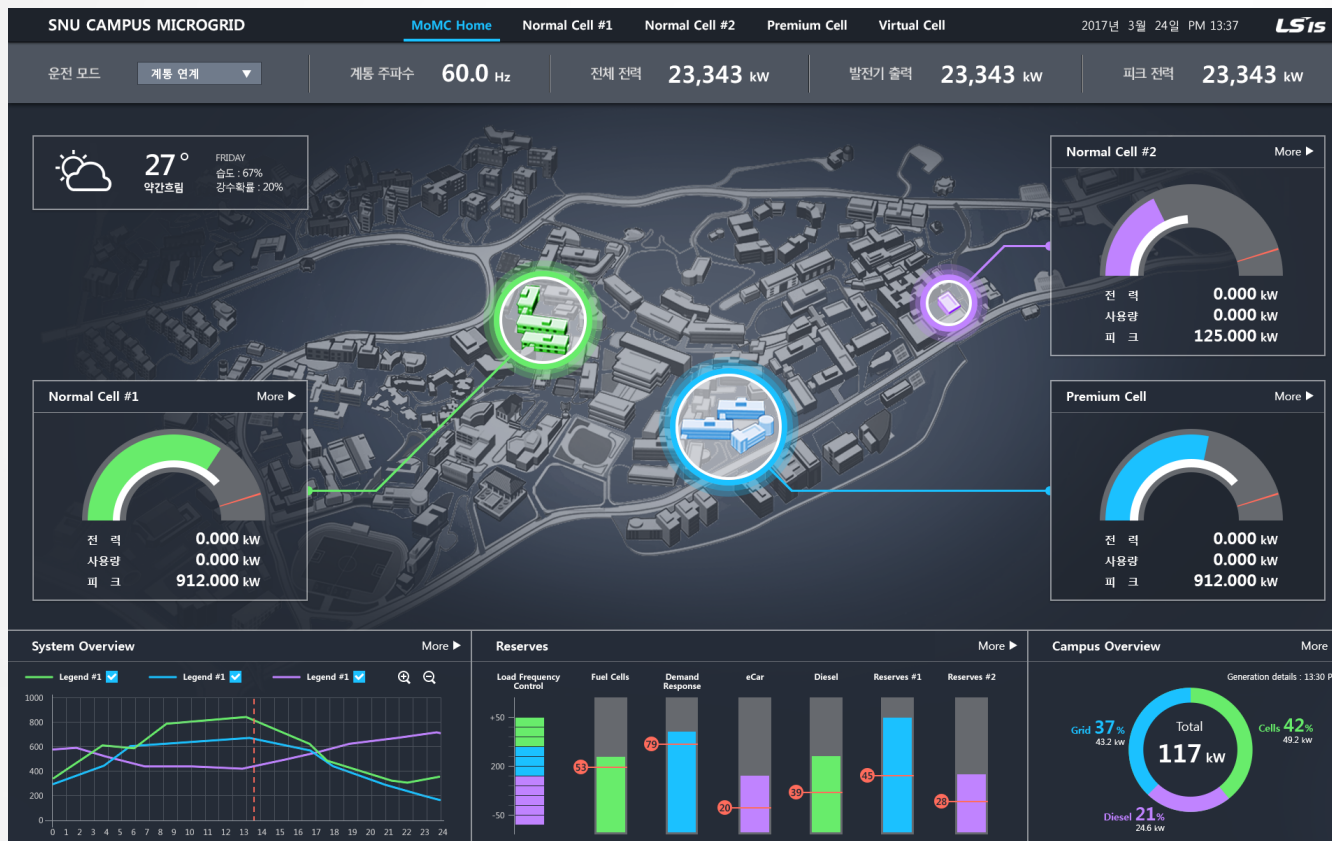 SNU CAMPUS MICROGRID
MoMC Home
Normal Cell #1
Normal Cell #2
Premium Cell
Virtual Cell
2017년 3월 24일 PM 13:37
LSis
운전 모드
계통 연계
계통 주파수 60.0 Hz
전체 전력 23,343 kW
발전기 출력 23,343 kW
피크 전력 23,343 kW
27°
약간흐림
FRIDAY
습도 : 67%
강수확률 : 20%
Normal Cell #2
More
전 력 0.000 kW
사용량 0.000 kW
피 크 125.000 kW
Normal Cell #1
More
전 력 0.000 kW
사용량 0.000 kW
피 크 912.000 kW
Premium Cell
More
전 력 0.000 kW
사용량 0.000 kW
피 크 912.000 kW
System Overview
More
Legend #1
Legend #1
Legend #1
1000
800
600
400
200
0
0 1 2 3 4 5 6 7 8 9 10 11 12 13 14 15 16 17 18 19 20 21 22 23 24
Reserves
More
Load Frequency
Control
Fuel Cells
Demand
Response
eCar
Diesel
Reserves #1
Reserves #2
+50
200
-50
53
79
20
39
45
28
Campus Overview
More
Generation details : 13:30 P
Grid 37%
43.2 kW
Total
117 kW
Cells 42%
49.2 kW
Diesel 21%
24.6 kW